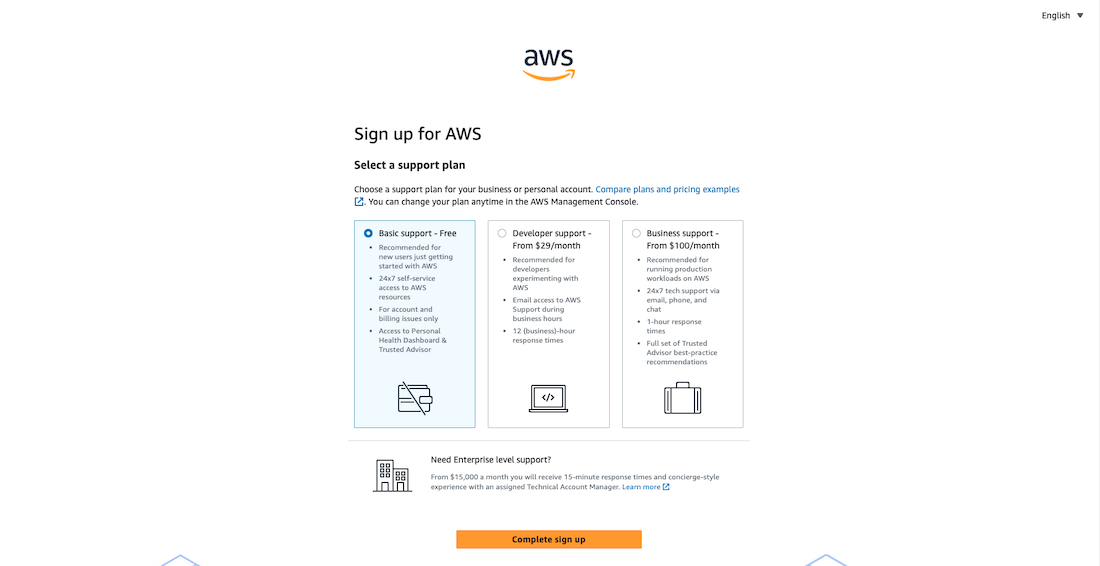 English ▼
aws
Sign up for AWS
Select a support plan
Choose a support plan for your business or personal account. Compare plans and pricing examples
. You can change your plan anytime in the AWS Management Console.
Basic support - Free
• Recommended for
new users just getting
started with AWS
• 24x7 self-service
access to AWS
resources
• For account and
billing issues only
• Access to Personal
Health Dashboard &
Trusted Advisor
Developer support -
From $29/month
• Recommended for
developers
experimenting with
AWS
• Email access to AWS
Support during
business hours
• 12 (business)-hour
response times
</>
Business support -
From $100/month
• Recommended for
running production
workloads on AWS
• 24x7 tech support via
email, phone, and
chat
• 1-hour response
times
• Full set of Trusted
Advisor best-practice
recommendations
Need Enterprise level support?
From $15,000 a month you will receive 15-minute response times and concierge-style
experience with an assigned Technical Account Manager. Learn more
Complete sign up